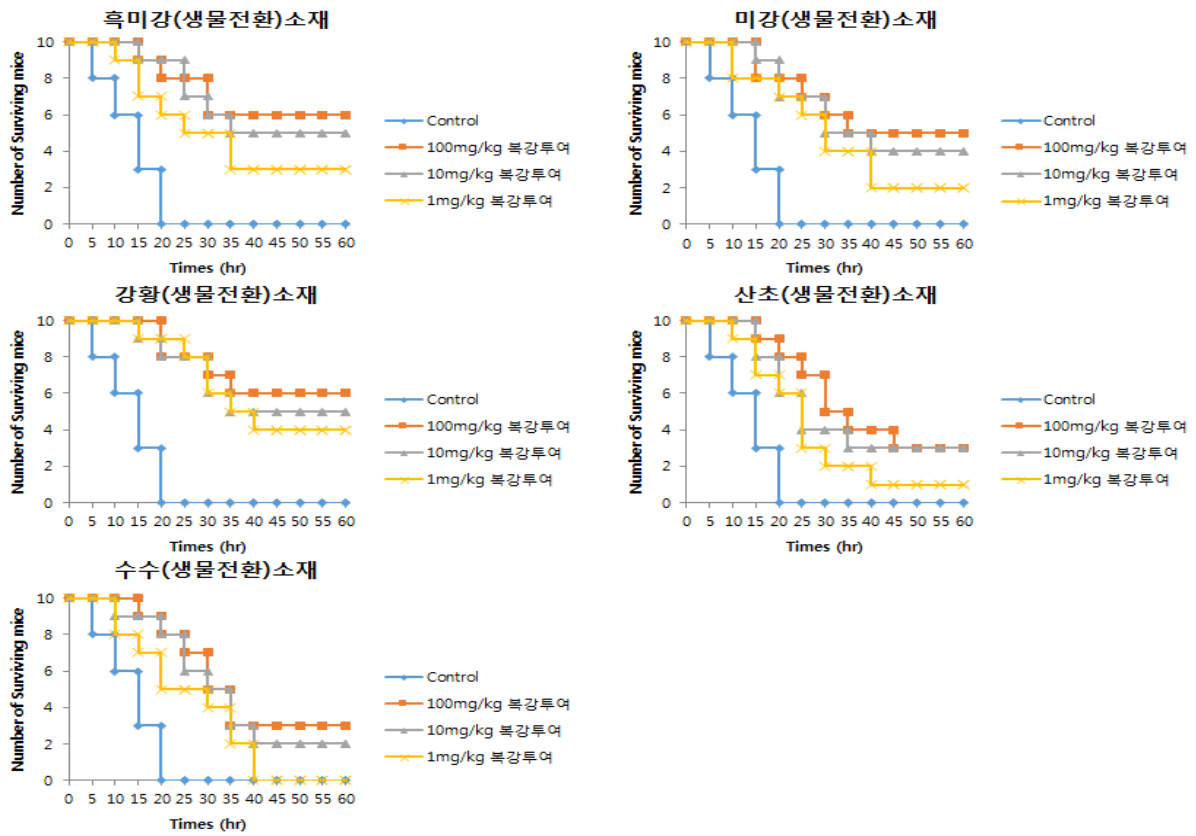 흑미강(생물전환)소재
Number of Surviving mice
10
8
6
4
2
0
0 5 10 15 20 25 30 35 40 45 50 55 60
Times (hr)
Control
100mg/kg 복강투여
10mg/kg 복강투여
1mg/kg 복강투여
미강(생물전환)소재
Number of Surviving mice
10
8
6
4
2
0
0 5 10 15 20 25 30 35 40 45 50 55 60
Times (hr)
Control
100mg/kg 복강투여
10mg/kg 복강투여
1mg/kg 복강투여
강황(생물전환)소재
Number of Surviving mice
10
8
6
4
2
0
0 5 10 15 20 25 30 35 40 45 50 55 60
Times (hr)
Control
100mg/kg 복강투여
10mg/kg 복강투여
1mg/kg 복강투여
산초(생물전환)소재
Number of Surviving mice
10
8
6
4
2
0
0 5 10 15 20 25 30 35 40 45 50 55 60
Times (hr)
Control
100mg/kg 복강투여
10mg/kg 복강투여
1mg/kg 복강투여
수수(생물전환)소재
Number of Surviving mice
10
8
6
4
2
0
0 5 10 15 20 25 30 35 40 45 50 55 60
Times (hr)
Control
100mg/kg 복강투여
10mg/kg 복강투여
1mg/kg 복강투여